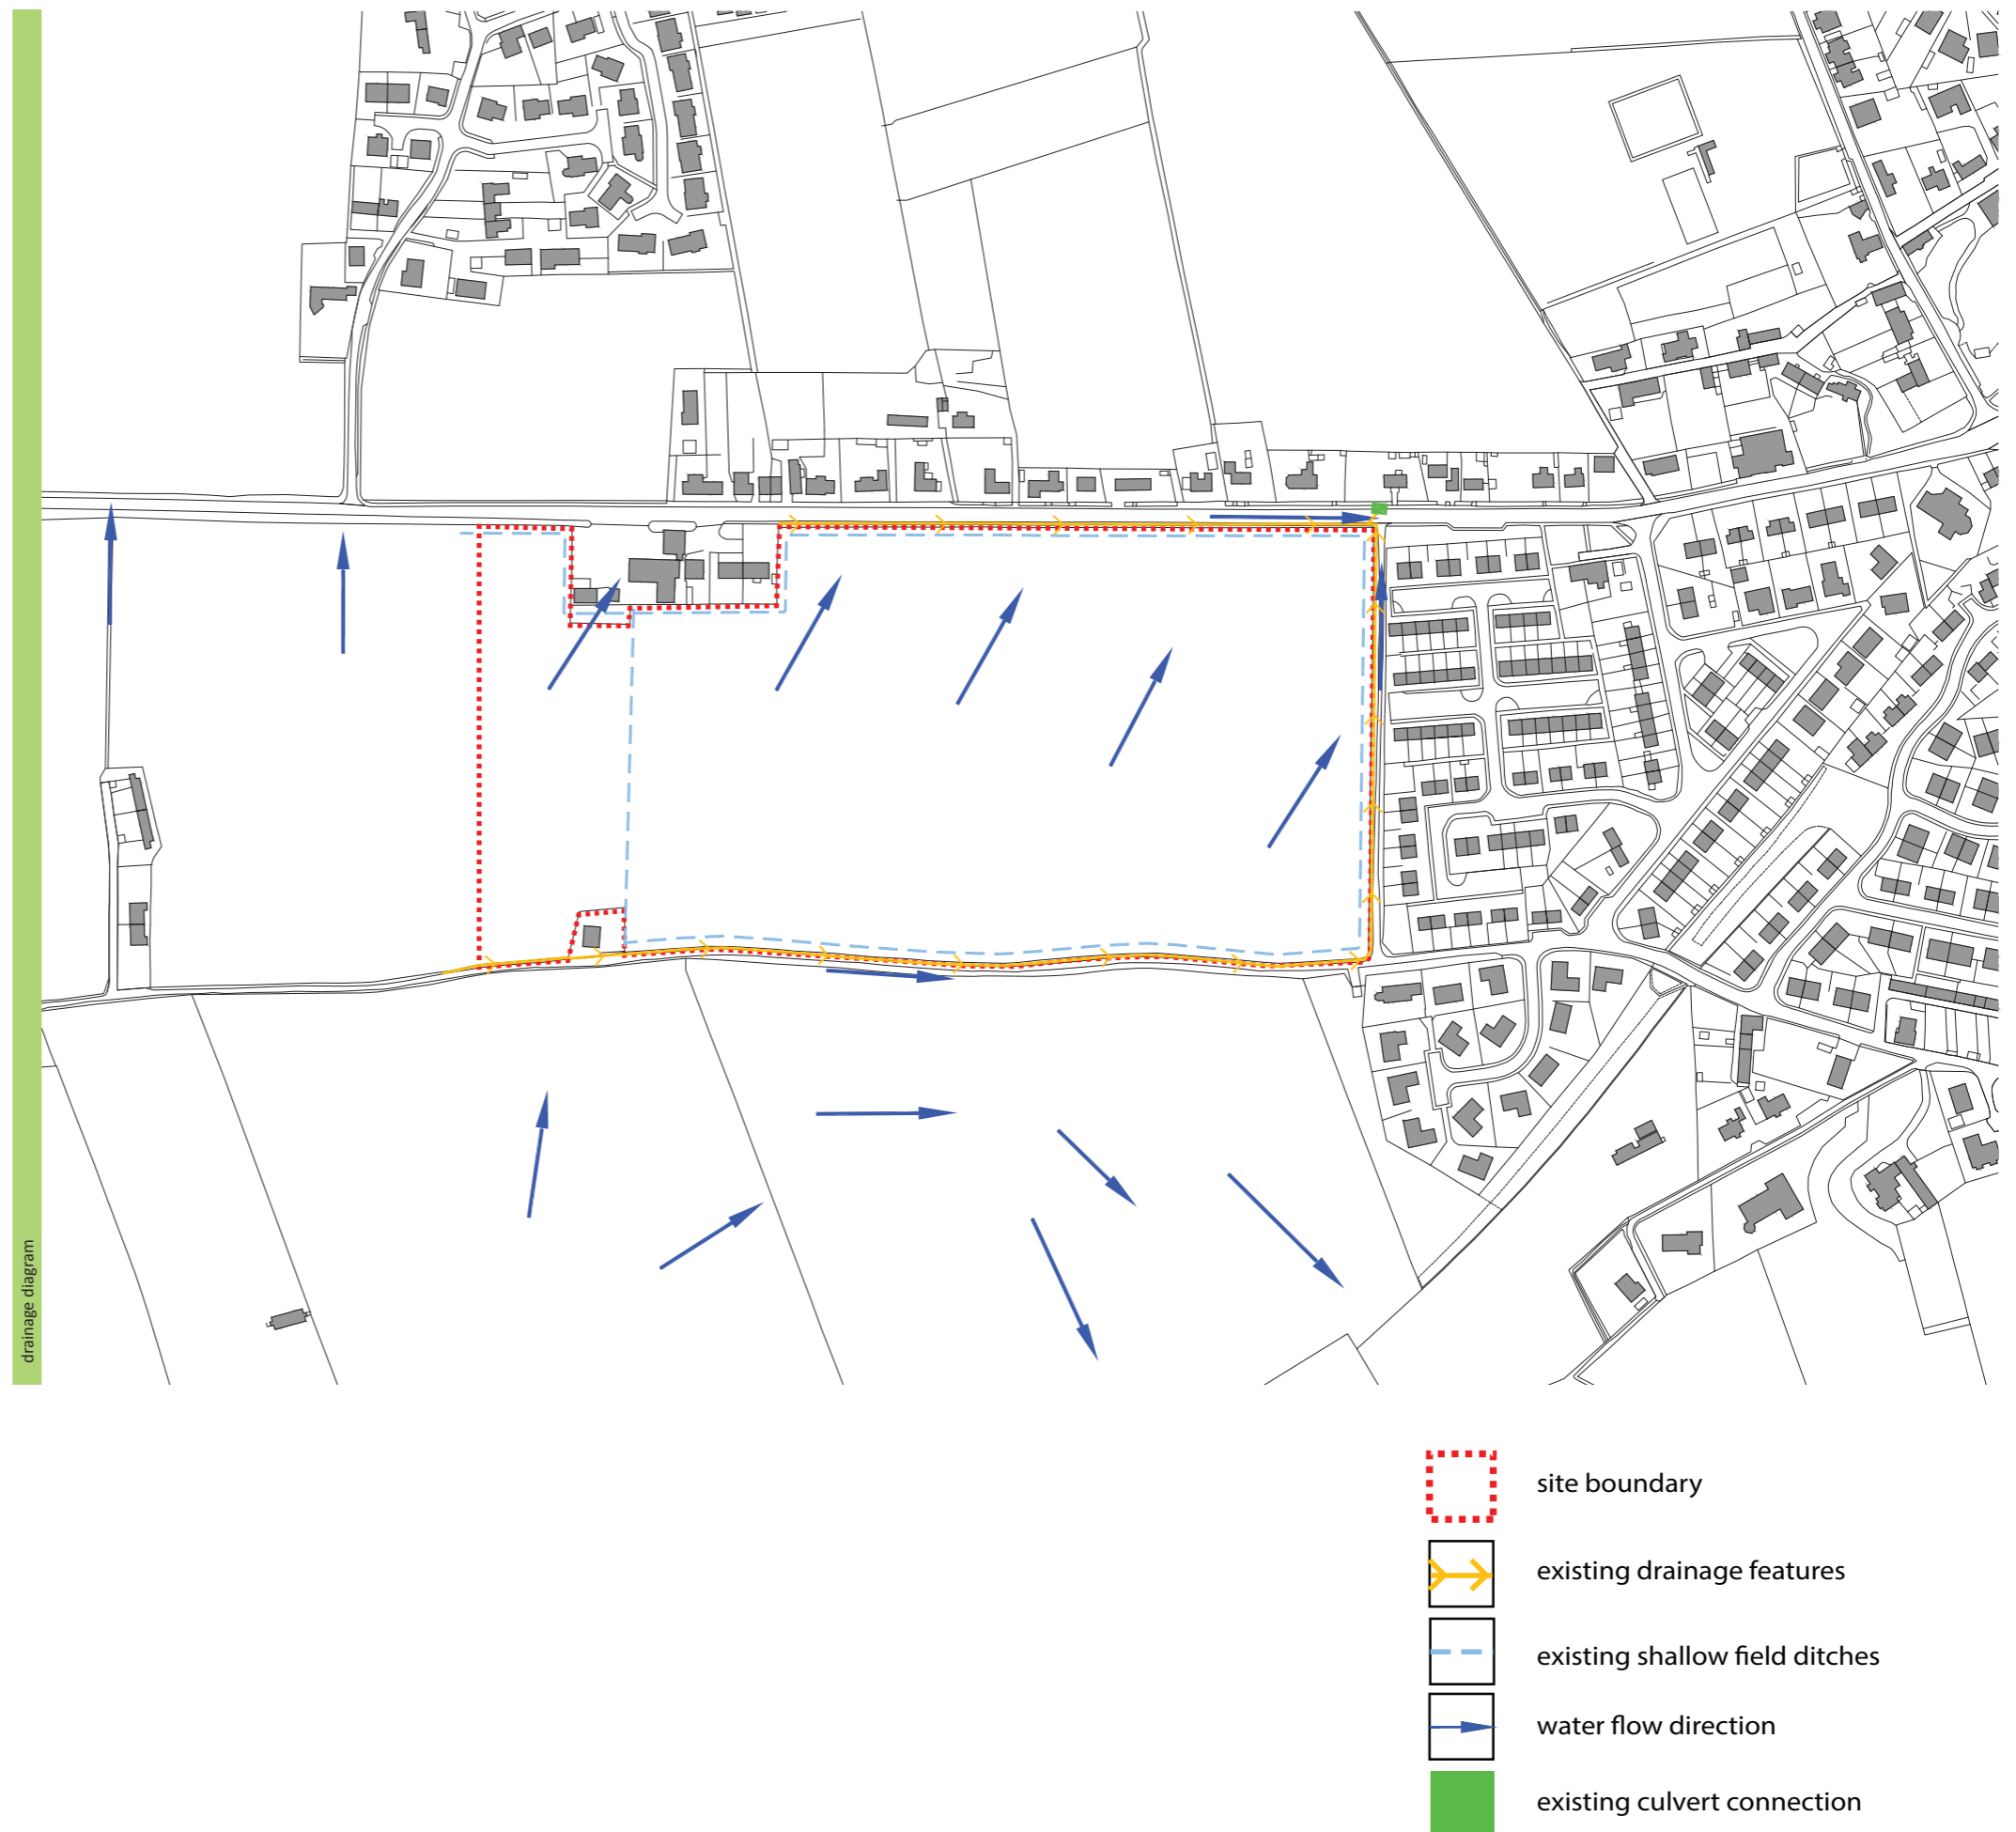 drainage diagram
site boundary
existing drainage features
existing shallow field ditches
water flow direction
existing culvert connection